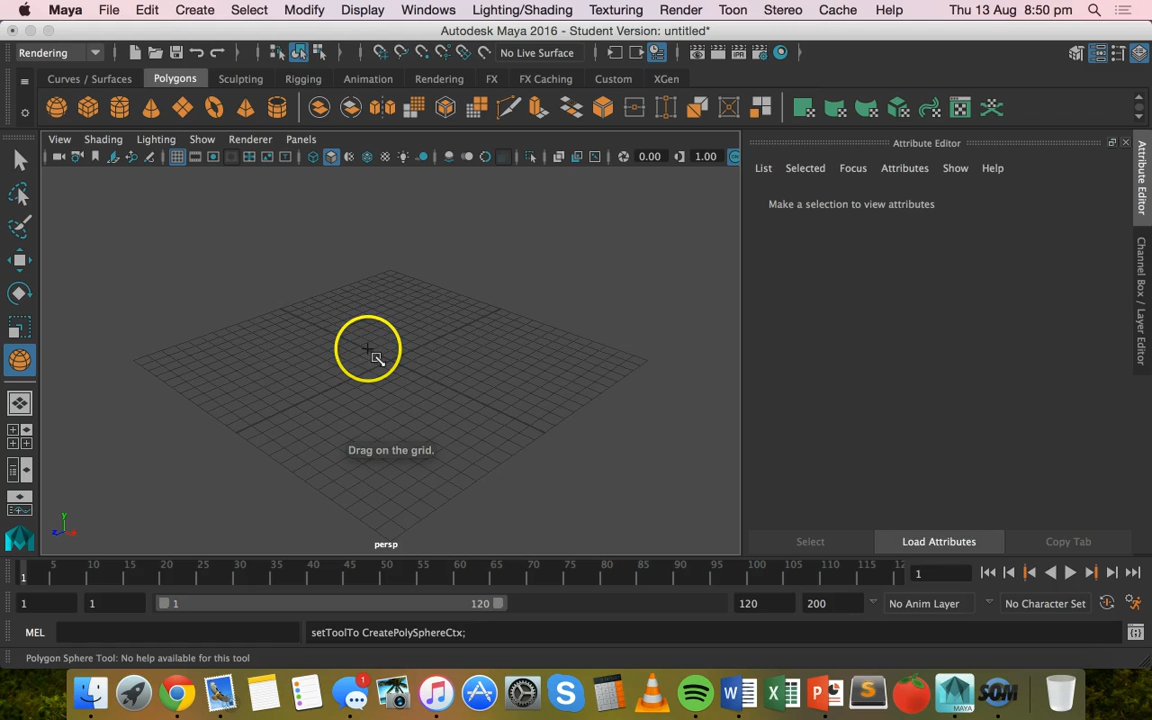 Maya File Edit Create Select Modify Display Windows Lighting/Shading Texturing Render Toon Stereo Cache Help Thu 13 Aug 8:50 pm
Autodesk Maya 2016 - Student Version: untitled*
Rendering No Live Surface
Curves / Surfaces Polygons Sculpting Rigging Animation Rendering FX FX Caching Custom XGen
View Shading Lighting Show Renderer Panels
0.00 1.00
Attribute Editor
List Selected Focus Attributes Show Help
Make a selection to view attributes
Attribute Editor
Channel Box / Layer Editor
Drag on the grid.
y
z x
persp
Select Load Attributes Copy Tab
1 5 10 15 20 25 30 35 40 45 50 55 60 65 70 75 80 85 90 95 100 105 110 115 12
1
1 1 1 120 120 200 No Anim Layer No Character Set
MEL setToolTo CreatePolySphereCtx;
Polygon Sphere Tool: No help available for this tool
1
MAYA
SOM